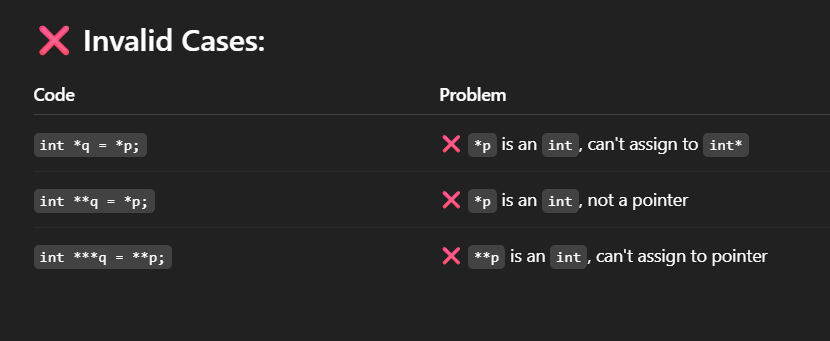 ❌ Invalid Cases:
Code Problem
int *q = *p; ❌ *p is an int, can't assign to int*
int **q = *p; ❌ *p is an int, not a pointer
int ***q = **p; ❌ **p is an int, can't assign to pointer